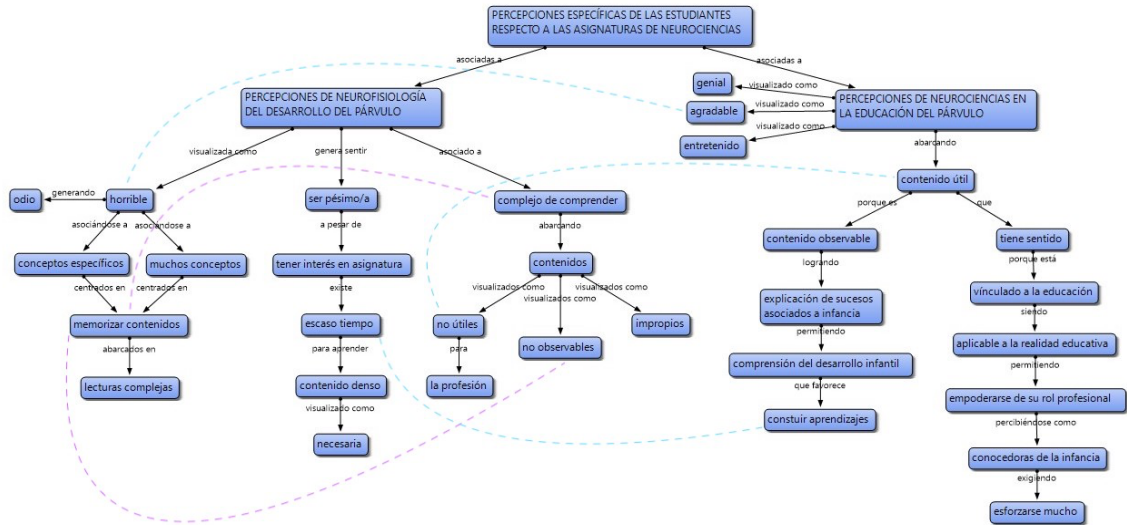 PERCEPCIONES ESPECÍFICAS DE LAS ESTUDIANTES
RESPECTO A LAS ASIGNATURAS DE NEUROCIENCIAS
asociadas a
asociadas a
PERCEPCIONES DE NEUROFISIOLOGÍA
DEL DESARROLLO DEL PÁRVULO
visualizada como
genera sentir
asociado a
odio
generando
horrible
asociándose a
asociándose a
conceptos específicos
muchos conceptos
centrados en
centrados en
memorizar contenidos
abarcados en
lecturas complejas
ser pésimo/a
a pesar de
tener interés en asignatura
existe
escaso tiempo
para aprender
contenido denso
visualizado como
necesaria
complejo de comprender
abarcando
contenidos
visualizados como
visualizados como
visualizados como
no útiles
no observables
impropios
para
la profesión
genial
visualizado como
agradable
visualizado como
entretenido
visualizado como
PERCEPCIONES DE NEUROCIENCIAS EN
LA EDUCACIÓN DEL PÁRVULO
abarcando
contenido útil
porque es
que
contenido observable
logrando
explicación de sucesos
asociados a infancia
permitiendo
comprensión del desarrollo infantil
que favorece
constuir aprendizajes
tiene sentido
porque está
vínculado a la educación
siendo
aplicable a la realidad educativa
permitiendo
empoderarse de su rol profesional
percibiéndose como
conocedoras de la infancia
exigiendo
esforzarse mucho